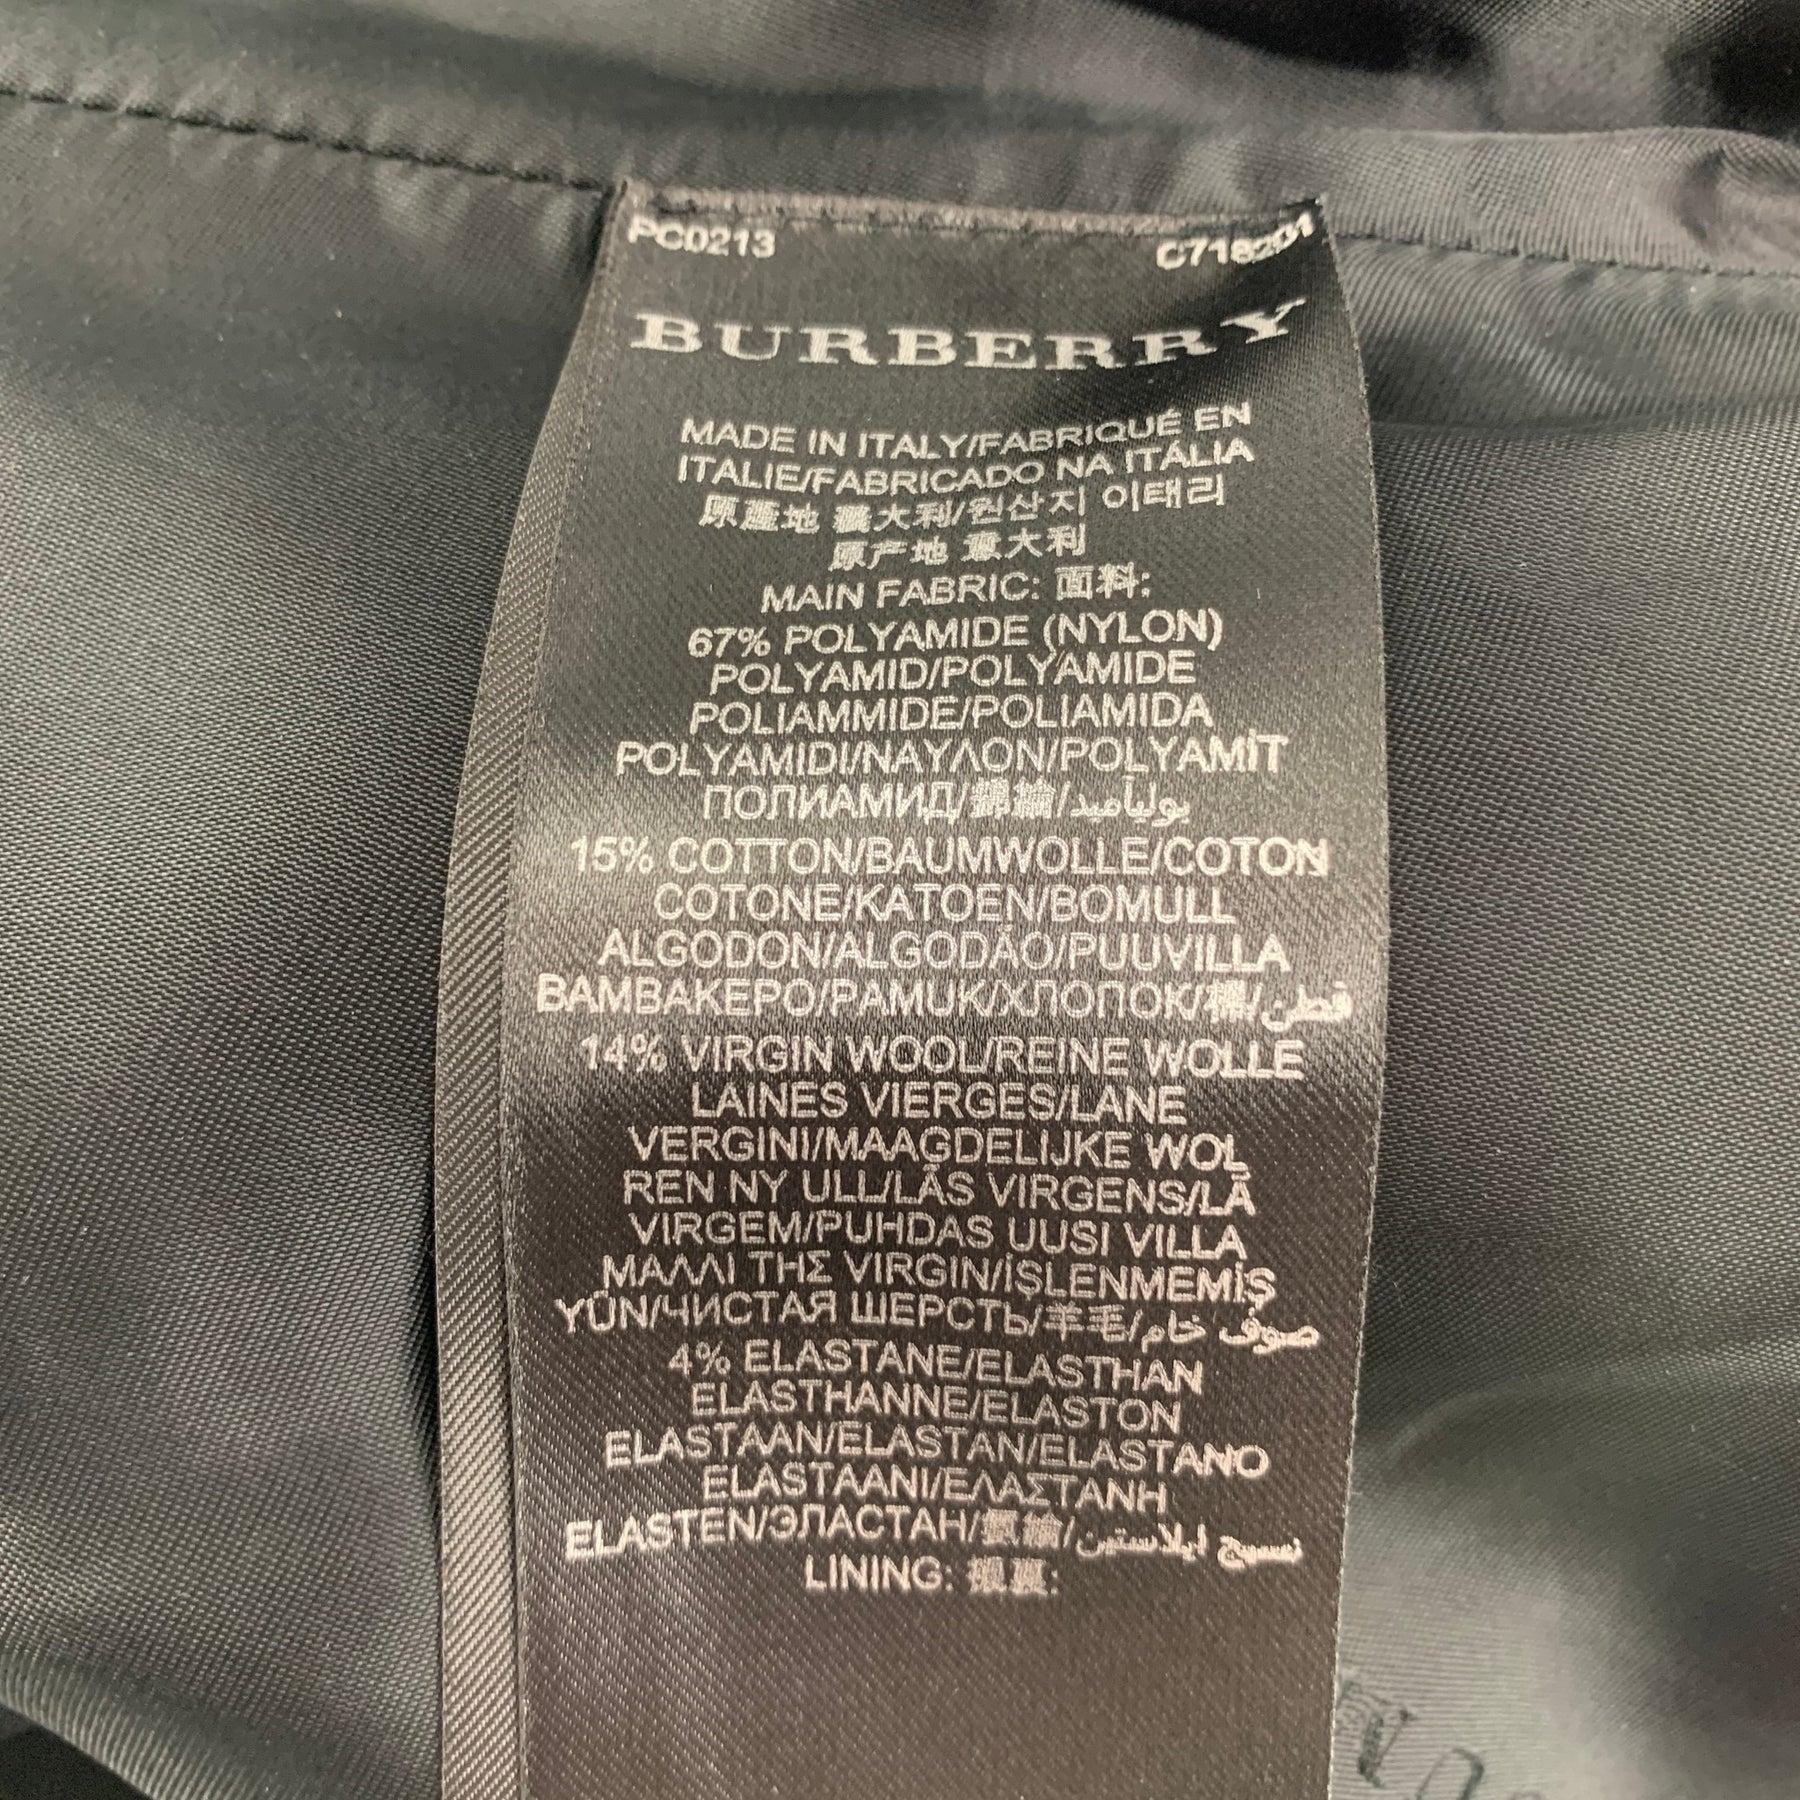 PC0213 C718201
BURBERRY
MADE IN ITALY/FABRIQUÉ EN
ITALIE/FABRICADO NA ITÁLIA
原産地 義大利/원산지 이태리
原产地 意大利
MAIN FABRIC: 面料:
67% POLYAMIDE (NYLON)
POLYAMID/POLYAMIDE
POLIAMMIDE/POLIAMIDA
POLYAMIDI/ΝΑΥΛΟΝ/POLYAMİT
ПОЛИАМИД/錦綸/بولیآمید
15% COTTON/BAUMWOLLE/COTON
COTONE/KATOEN/BOMULL
ALGODON/ALGODÃO/PUUVILLA
ΒΑΜΒΑΚΕΡΟ/PAMUK/ХЛОПОК/棉/قطن
14% VIRGIN WOOL/REINE WOLLE
LAINES VIERGES/LANE
VERGINI/MAAGDELIJKE WOL
REN NY ULL/LÃS VIRGENS/LÃ
VIRGEM/PUHDAS UUSI VILLA
ΜΑΛΛΙ ΤΗΣ VIRGIN/İŞLENMEMİŞ
YÜN/ЧИСТАЯ ШЕРСТЬ/羊毛/صوف خام
4% ELASTANE/ELASTHAN
ELASTHANNE/ELASTON
ELASTAAN/ELASTAN/ELASTANO
ELASTAANI/ΕΛΑΣΤΑΝΗ
ELASTEN/ЭЛАСТАН/氨綸/نسيج ايلاستين
LINING: